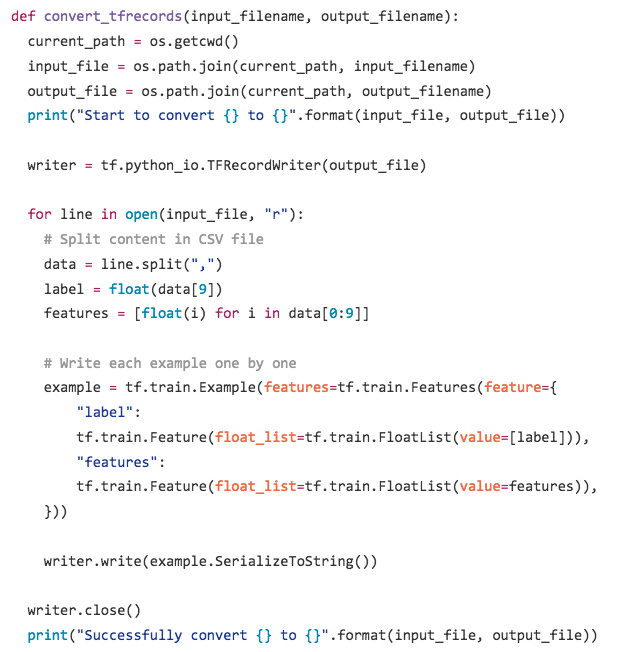 def convert_tfrecords(input_filename, output_filename):
  current_path = os.getcwd()
  input_file = os.path.join(current_path, input_filename)
  output_file = os.path.join(current_path, output_filename)
  print("Start to convert {} to {}".format(input_file, output_file))

  writer = tf.python_io.TFRecordWriter(output_file)

  for line in open(input_file, "r"):
    # Split content in CSV file
    data = line.split(",")
    label = float(data[9])
    features = [float(i) for i in data[0:9]]

    # Write each example one by one
    example = tf.train.Example(features=tf.train.Features(feature={
        "label":
        tf.train.Feature(float_list=tf.train.FloatList(value=[label])),
        "features":
        tf.train.Feature(float_list=tf.train.FloatList(value=features)),
    }))

    writer.write(example.SerializeToString())

  writer.close()
  print("Successfully convert {} to {}".format(input_file, output_file))